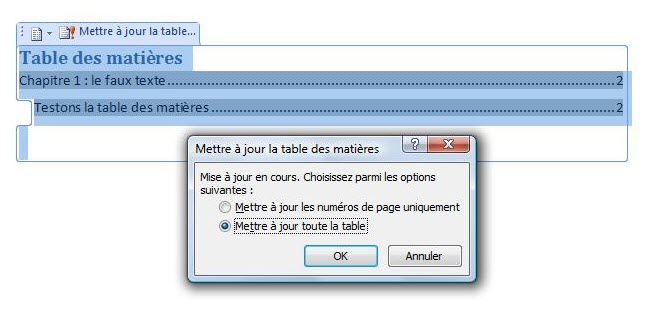 Mettre à jour la table...
Table des matières
Chapitre 1 : le faux texte........................................................................................................2
Testons la table des matières................................................................................................2
Mettre à jour la table des matières
Mise à jour en cours. Choisissez parmi les options
suivantes :
Mettre à jour les numéros de page uniquement
Mettre à jour toute la table
OK Annuler